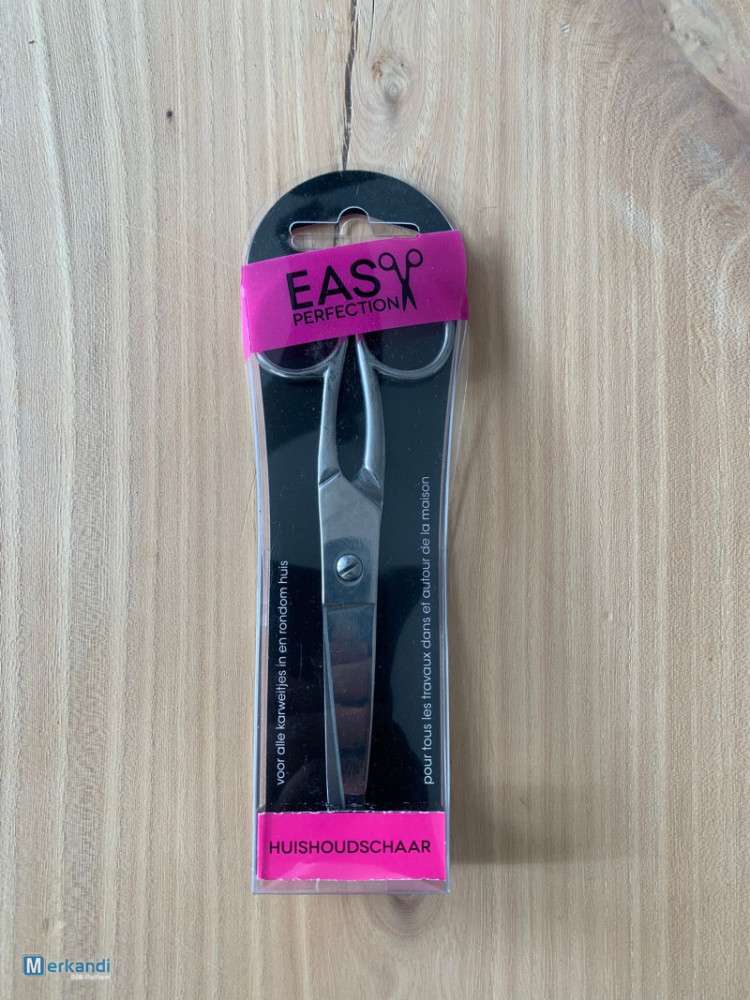 EASY
PERFECTION
voor alle karweitjes in en rondom huis
pour tous les travaux dans et autour de la maison
HUISHOUDSCHAAR
Merkandi